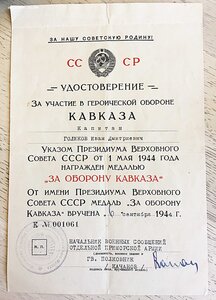 ЗА НАШУ СОВЕТСКУЮ РОДИНУ!
СС СР
УДОСТОВЕРЕНИЕ
ЗА УЧАСТИЕ В ГЕРОИЧЕСКОЙ ОБОРОНЕ
КАВКАЗА
Капитан
Иван Дмитриевич
УКАЗОМ ПРЕЗИДИУМА ВЕРХОВНОГО
СОВЕТА СССР ОТ 1 МАЯ 1944 ГОДА
НАГРАЖДЕН МЕДАЛЬЮ
„ЗА ОБОРОНУ КАВКАЗА"
ОТ ИМЕНИ ПРЕЗИДИУМА ВЕРХОВНОГО
СОВЕТА СССР МЕДАЛЬ „ЗА ОБОРОНУ
КАВКАЗА" ВРУЧЕНА сентября 1944 г.
К № 001061
НАЧАЛЬНИК ВОЕННЫХ СООБЩЕНИЙ
ОТДЕЛЬНОЙ ПРИМОРСКОЙ АРМИИ
М. П.
ГВ. ПОЛКОВНИК